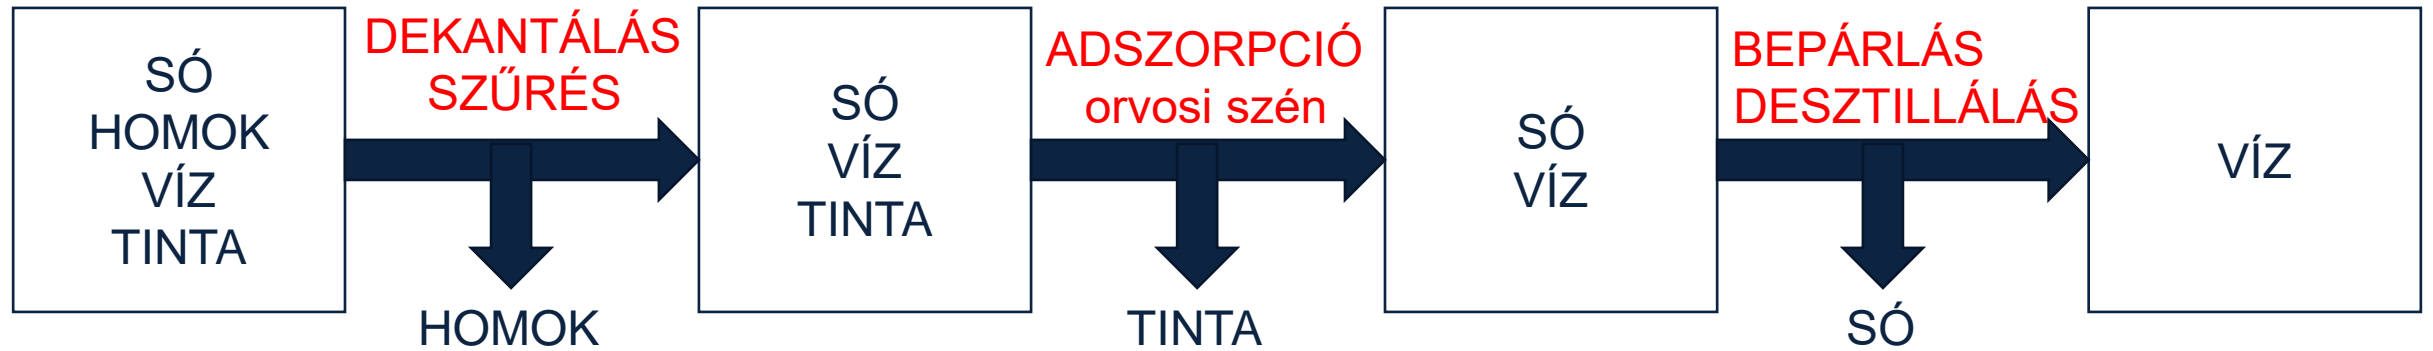 SÓ
HOMOK
VÍZ
TINTA
DEKANTÁLÁS
SZŰRÉS
HOMOK
SÓ
VÍZ
TINTA
ADSZORPCIÓ
orvosi szén
TINTA
SÓ
VÍZ
BEPÁRLÁS
DESZTILLÁLÁS
SÓ
VÍZ